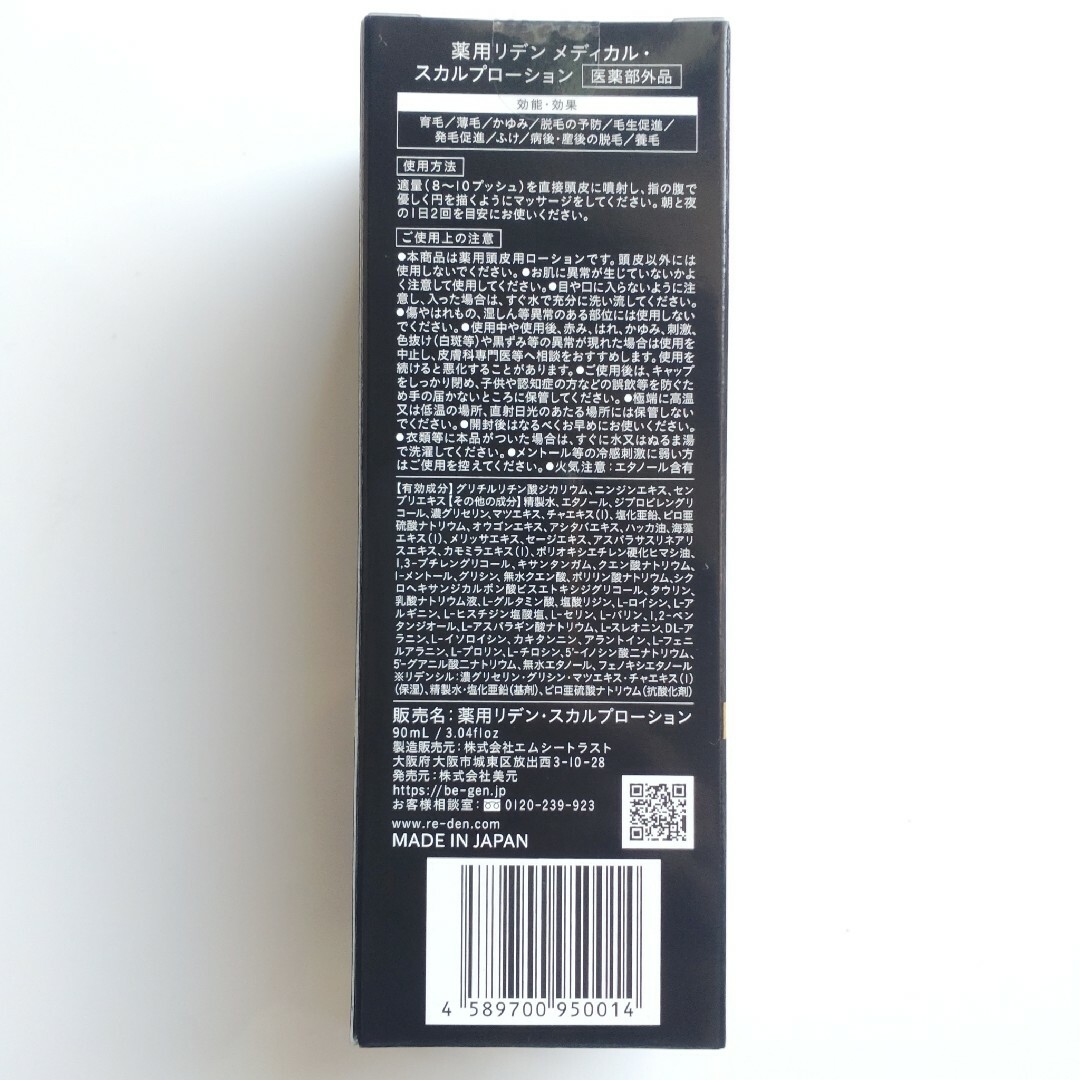 薬用リデン メディカル・
スカルプローション 医薬部外品
効能・効果
育毛/薄毛/かゆみ/脱毛の予防/毛生促進/
発毛促進/ふけ/病後・産後の脱毛/養毛
使用方法
適量(8〜10プッシュ)を直接頭皮に噴射し、指の腹で
優しく円を描くようにマッサージをしてください。朝と夜
の1日2回を目安にお使いください。
ご使用上の注意
●本商品は薬用頭皮用ローションです。頭皮以外には
使用しないでください。●お肌に異常が生じていないかよ
く注意して使用してください。●目や口に入らないように注
意し、入った場合は、すぐ水で充分に洗い流してください。
●傷やはれもの、湿しん等異常のある部位には使用しない
でください。●使用中や使用後、赤み、はれ、かゆみ、刺激、
色抜け(白斑等)や黒ずみ等の異常が現れた場合は使用を
中止し、皮膚科専門医等へ相談をおすすめします。使用を
続けると悪化することがあります。●ご使用後は、キャップ
をしっかり閉め、子供や認知症の方などの誤飲等を防ぐた
め手の届かないところに保管してください。●極端に高温
又は低温の場所、直射日光のあたる場所には保管しない
でください。●開封後はなるべくお早めにお使いください。
●衣類等に本品がついた場合は、すぐに水又はぬるま湯
で洗濯してください。●メントール等の冷感刺激に弱い方
はご使用を控えてください。●火気注意:エタノール含有
【有効成分】グリチルリチン酸ジカリウム、ニンジンエキス、セン
ブリエキス【その他の成分】精製水、エタノール、ジプロピレングリ
コール、濃グリセリン、マツエキス、チャエキス(1)、塩化亜鉛、ピロ亜
硫酸ナトリウム、オウゴンエキス、アシタバエキス、ハッカ油、海藻
エキス(1)、メリッサエキス、セージエキス、アスパラサスリネアリ
スエキス、カモミラエキス(1)、ポリオキシエチレン硬化ヒマシ油、
1,3-ブチレングリコール、キサンタンガム、クエン酸ナトリウム、
l-メントール、グリシン、無水クエン酸、ポリリン酸ナトリウム、シク
ロヘキサンジカルボン酸ビスエトキシジグリコール、タウリン、
乳酸ナトリウム液、L-グルタミン酸、塩酸リジン、L-ロイシン、L-ア
ルギニン、L-ヒスチジン塩酸塩、L-セリン、L-バリン、1,2-ペン
タンジオール、L-アスパラギン酸ナトリウム、L-スレオニン、DL-ア
ラニン、L-イソロイシン、カキタンニン、アラントイン、L-フェニ
ルアラニン、L-プロリン、L-チロシン、5'-イノシン酸二ナトリウム、
5'-グアニル酸二ナトリウム、無水エタノール、フェノキシエタノール
※リデンシル:濃グリセリン・グリシン・マツエキス・チャエキス(1)
(保湿)、精製水・塩化亜鉛(基剤)、ピロ亜硫酸ナトリウム(抗酸化剤)
販売名:薬用リデン・スカルプローション
90mL / 3.04floz
製造販売元:株式会社エムシートラスト
大阪府大阪市城東区放出西3-10-28
発売元:株式会社美元
https://be-gen.jp
お客様相談室: 0120-239-923
www.re-den.com
MADE IN JAPAN
4 589700 950014